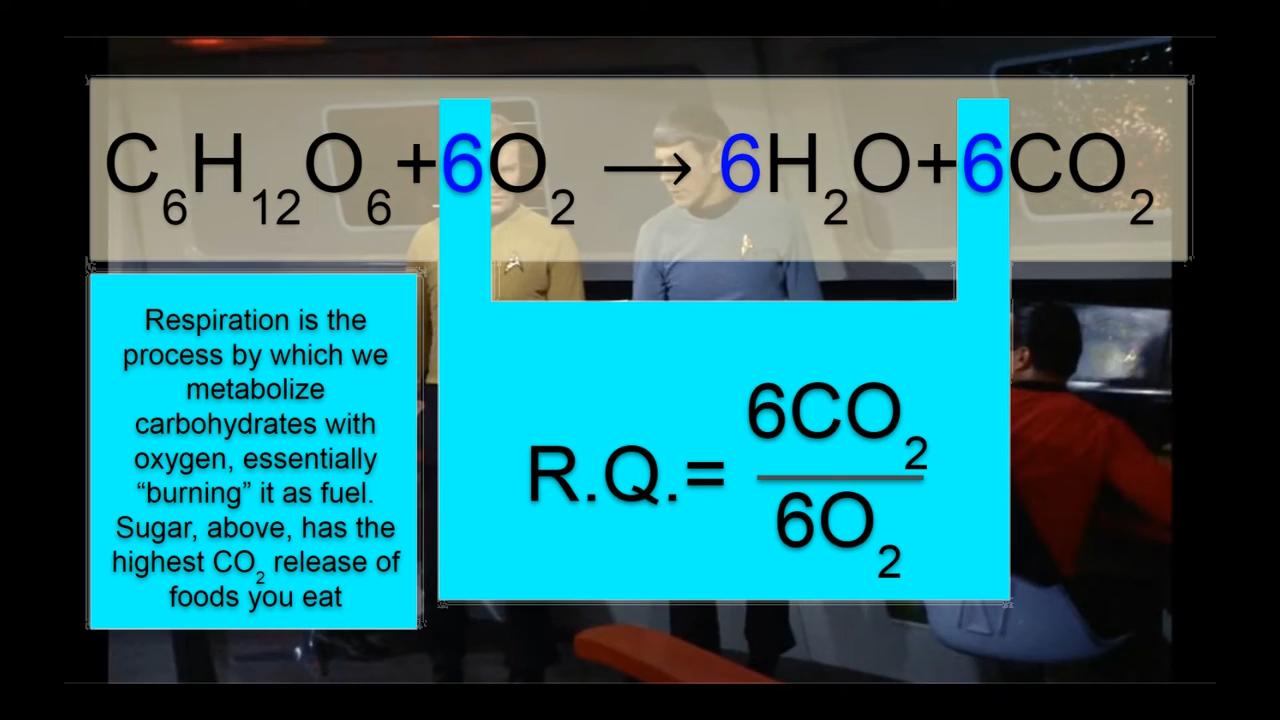 C₆H₁₂O₆+6O₂ → 6H₂O+6CO₂
Respiration is the
process by which we
metabolize
carbohydrates with
oxygen, essentially
“burning” it as fuel.
Sugar, above, has the
highest CO₂ release of
foods you eat
R.Q.=
6CO₂
6O₂